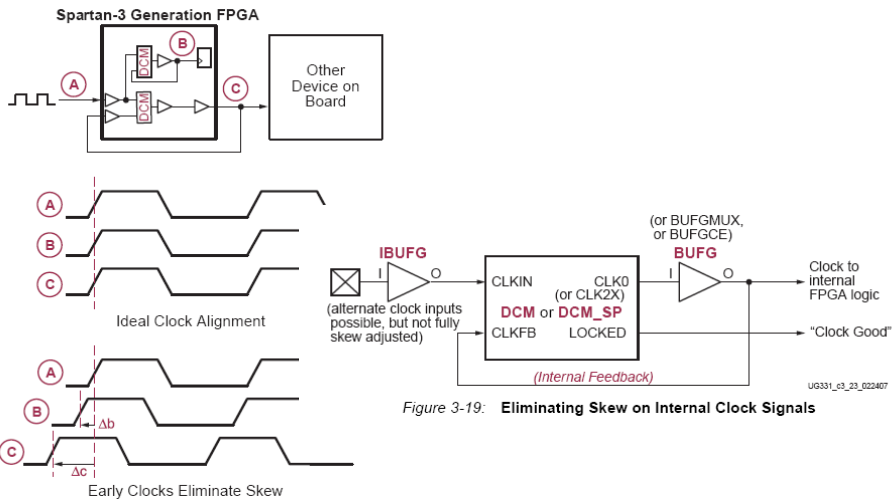 Spartan-3 Generation FPGA
B
DCM
A
C
DCM
Other
Device on
Board
A
B
C
Ideal Clock Alignment
A
B
Δb
C
Δc
Early Clocks Eliminate Skew
(or BUFGMUX,
or BUFGCE)
IBUFG
BUFG
I
O
CLKIN
CLK0
I
O
Clock to
internal
FPGA logic
(or CLK2X)
(alternate clock inputs
possible, but not fully
skew adjusted)
DCM or DCM_SP
CLKFB
LOCKED
"Clock Good"
(Internal Feedback)
UG331_c3_23_022407
Figure 3-19: Eliminating Skew on Internal Clock Signals